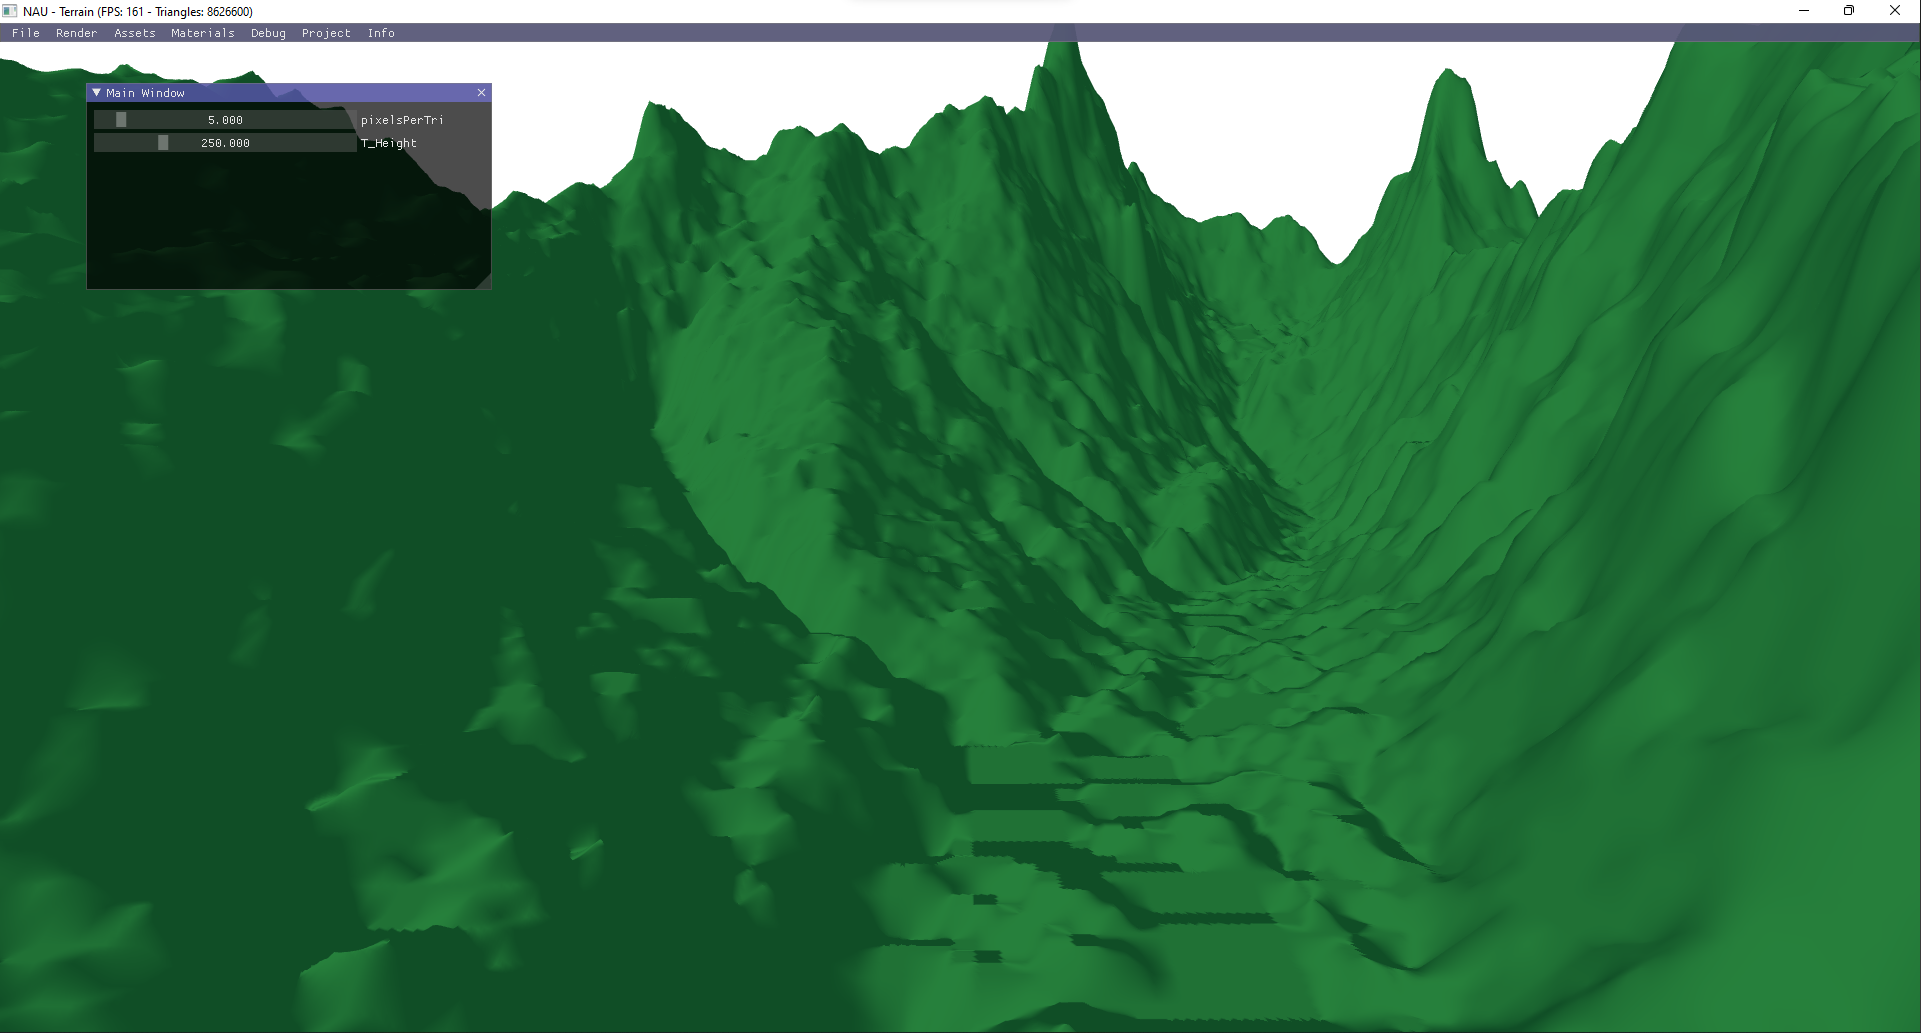 NAU - Terrain (FPS: 161 - Triangles: 8626600)
File Render Assets Materials Debug Project Info
Main Window
5.000 pixelsPerTri
250.000 T_Height